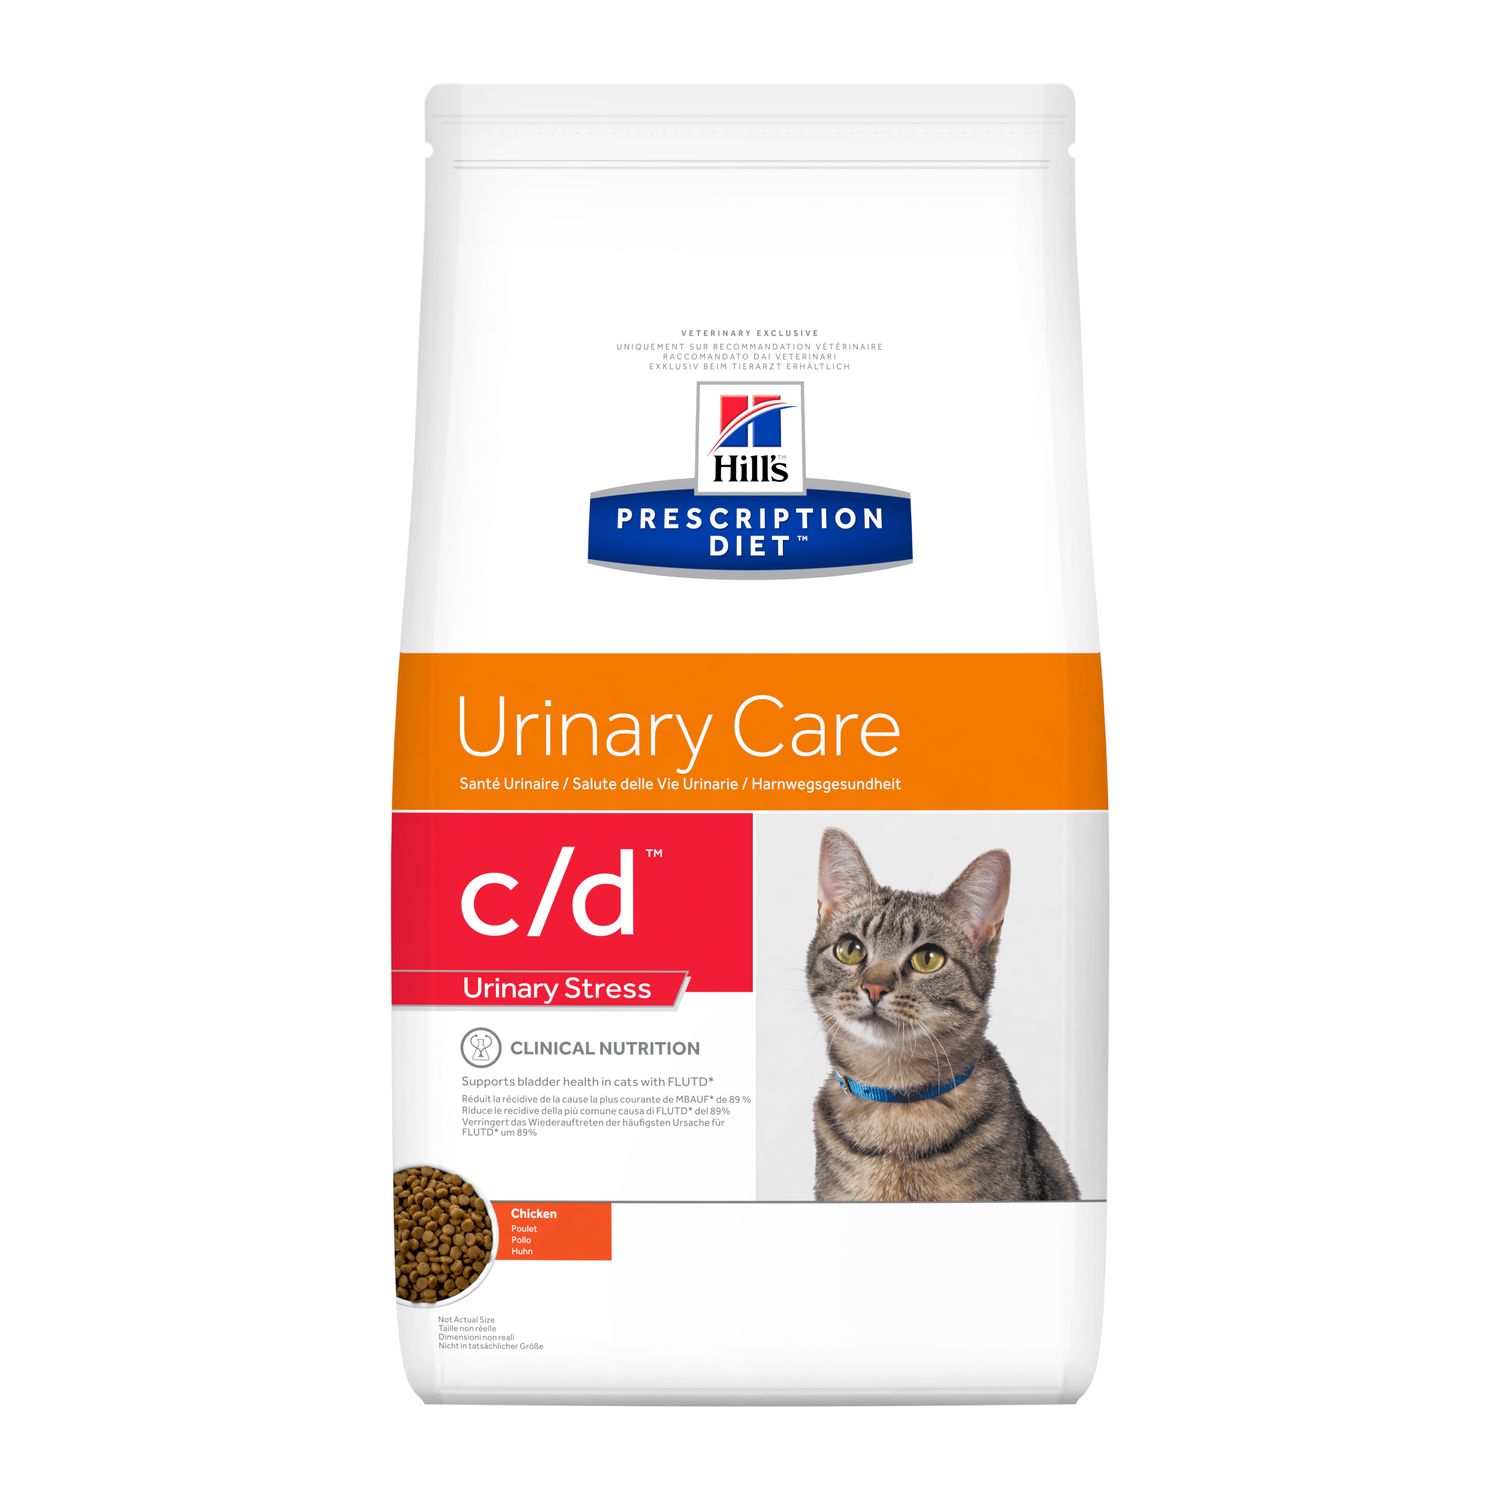 VETERINARY EXCLUSIVE
UNIQUEMENT SUR RECOMMANDATION VÉTÉRINAIRE
RACCOMANDATO DAI VETERINARI
EXKLUSIV BEIM TIERARZT ERHÄLTLICH
Hill's™
PRESCRIPTION
DIET™
Urinary Care
Santé Urinaire / Salute delle Vie Urinarie / Harnwegsgesundheit
c/d™
Urinary Stress
CLINICAL NUTRITION
Supports bladder health in cats with FLUTD*
Réduit la récidive de la cause la plus courante de MBAUF* de 89 %
Riduce le recidive della più comune causa di FLUTD* del 89%
Verringert das Wiederauftreten der häufigsten Ursache für
FLUTD* um 89%
Chicken
Poulet
Pollo
Huhn
Not Actual Size
Taille non réelle
Dimensioni non reali
Nicht in tatsächlicher Größe